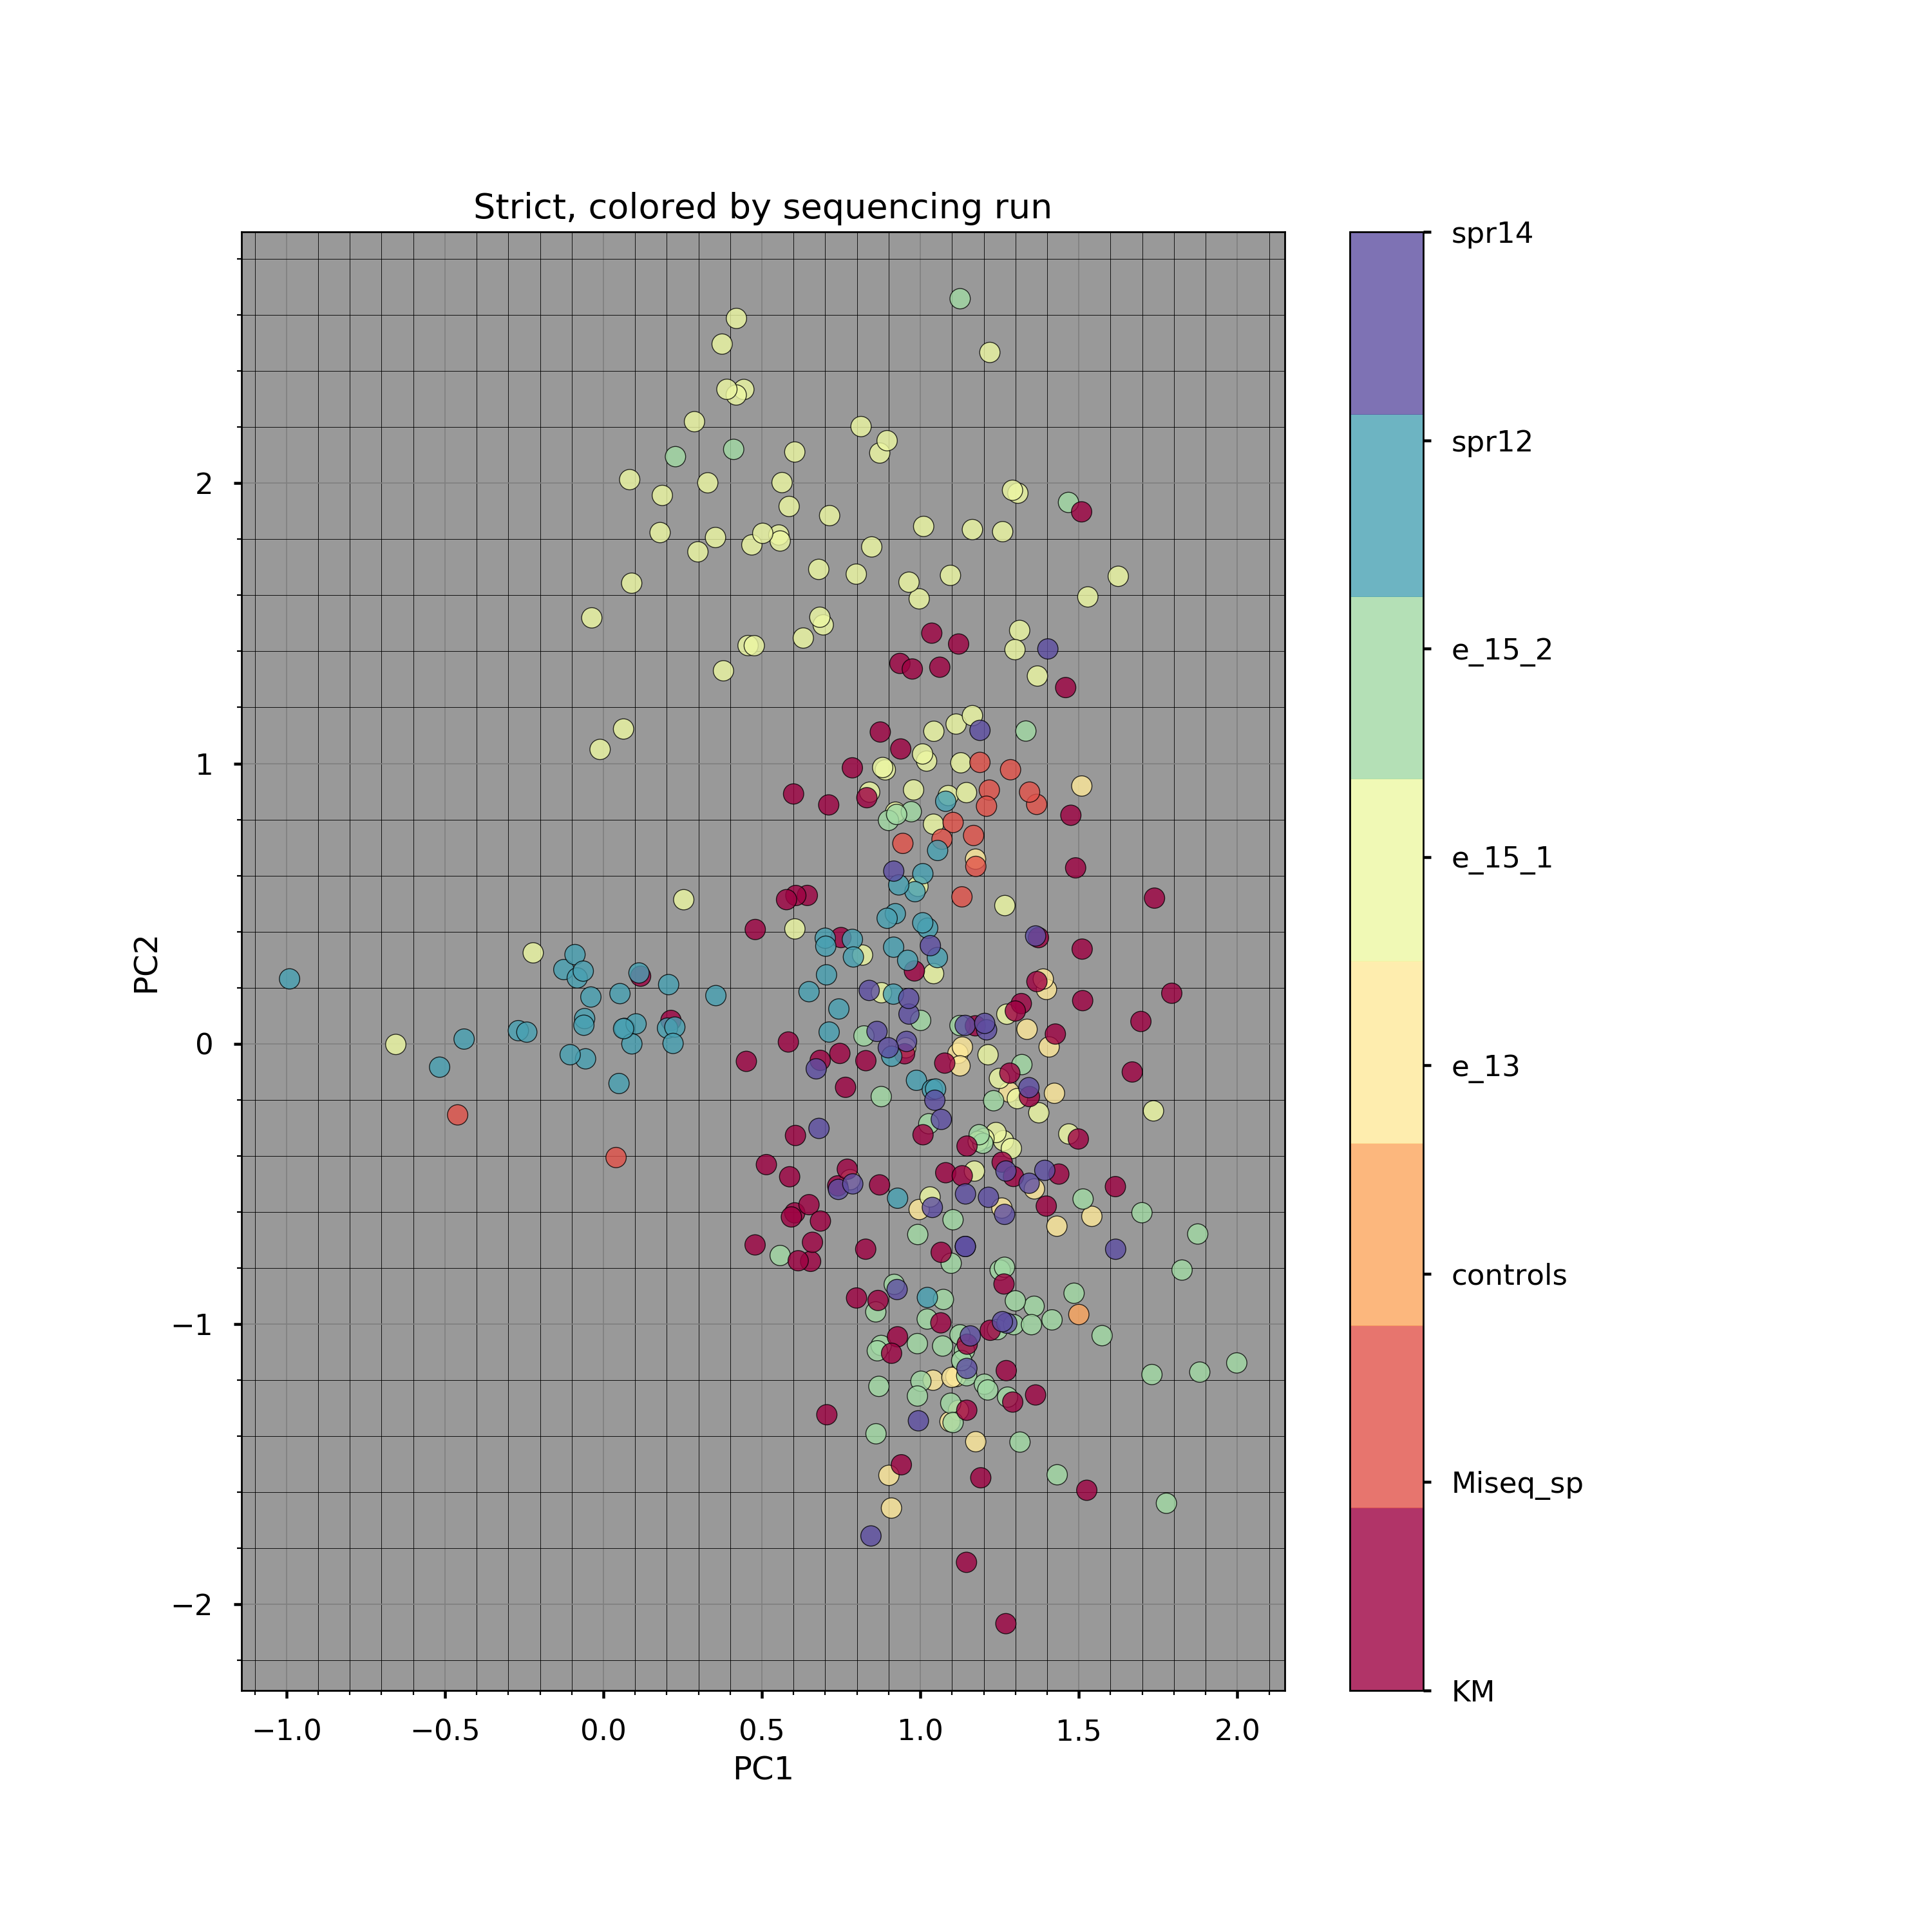 Strict, colored by sequencing run
PC2
2
1
0
−1
−2
−1.0 −0.5 0.0 0.5 1.0 1.5 2.0
PC1
spr14
spr12
e_15_2
e_15_1
e_13
controls
Miseq_sp
KM